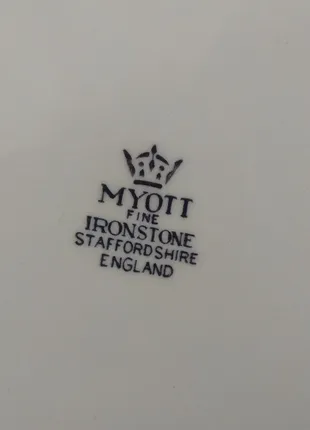 MYOTT
FINE
IRONSTONE
STAFFORDSHIRE
ENGLAND